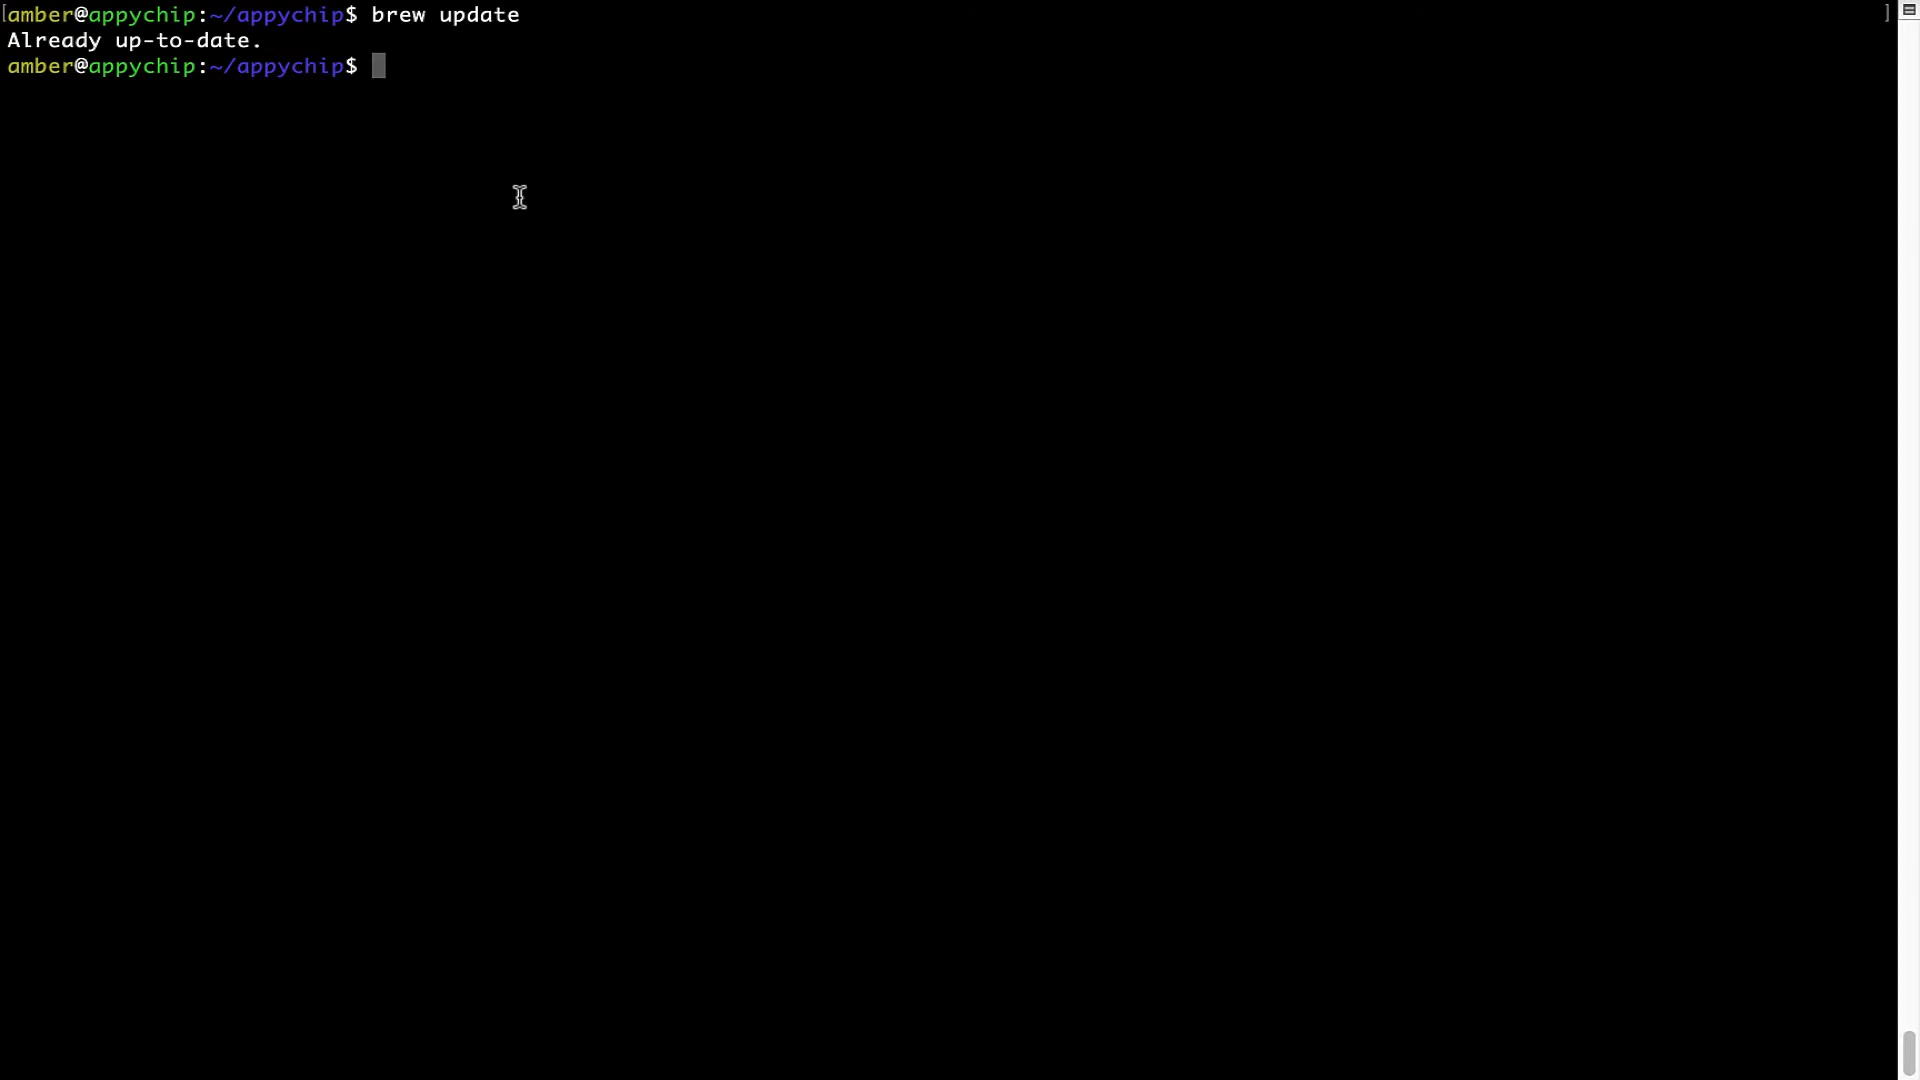 [amber@appychip:~/appychip$ brew update ]
Already up-to-date.
amber@appychip:~/appychip$